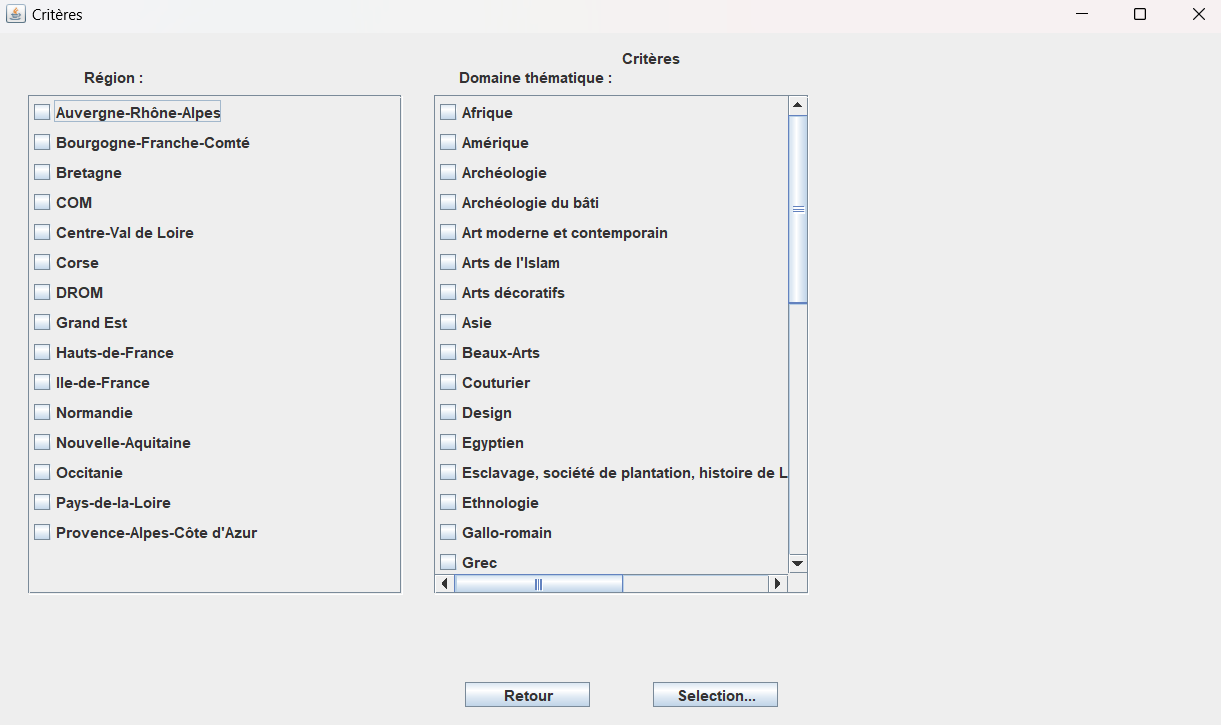 Critères
Critères
Région :
Domaine thématique :
Auvergne-Rhône-Alpes
Bourgogne-Franche-Comté
Bretagne
COM
Centre-Val de Loire
Corse
DROM
Grand Est
Hauts-de-France
Ile-de-France
Normandie
Nouvelle-Aquitaine
Occitanie
Pays-de-la-Loire
Provence-Alpes-Côte d'Azur
Afrique
Amérique
Archéologie
Archéologie du bâti
Art moderne et contemporain
Arts de l'Islam
Arts décoratifs
Asie
Beaux-Arts
Couturier
Design
Egyptien
Esclavage, société de plantation, histoire de L
Ethnologie
Gallo-romain
Grec
Retour
Selection...